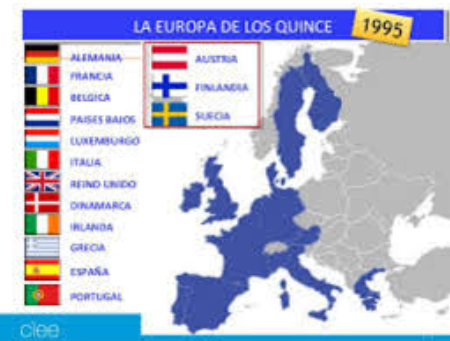 LA EUROPA DE LOS QUINCE
1995
ALEMANIA
FRANCIA
BELGICA
PAISES BAJOS
LUXEMBURGO
ITALIA
REINO UNIDO
DINAMARCA
IRLANDA
GRECIA
ESPAÑA
PORTUGAL
AUSTRIA
FINLANDIA
SUECIA
clee